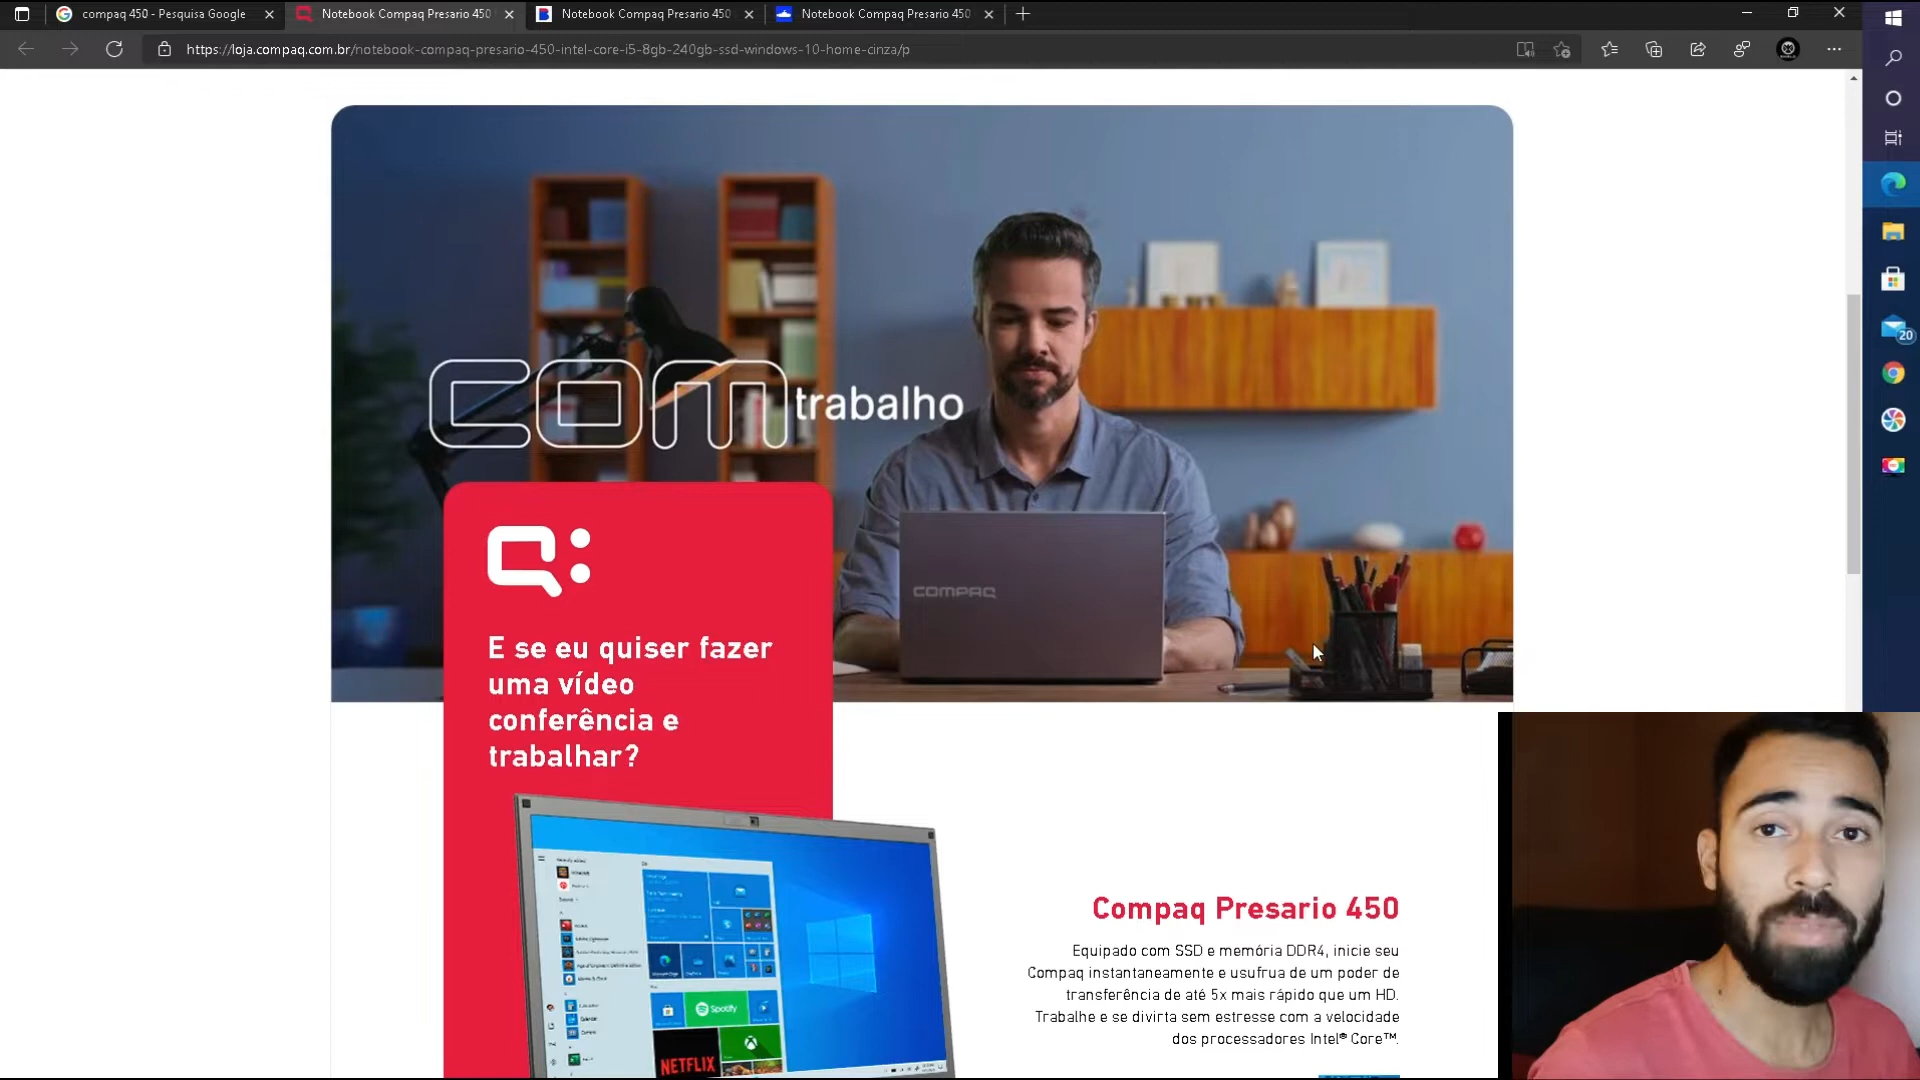 compaq 450 - Pesquisa Google
Notebook Compaq Presario 450
Notebook Compaq Presario 450
Notebook Compaq Presario 450
https://loja.compaq.com.br/notebook-compaq-presario-450-intel-core-i5-8gb-240gb-ssd-windows-10-home-cinza/p
20
com trabalho
COMPAQ
Q:
E se eu quiser fazer
uma vídeo
conferência e
trabalhar?
Spotify
NETFLIX
Compaq Presario 450
Equipado com SSD e memória DDR4, inicie seu
Compaq instantaneamente e usufrua de um poder de
transferência de até 5x mais rápido que um HD.
Trabalhe e se divirta sem estresse com a velocidade
dos processadores Intel® Core™.